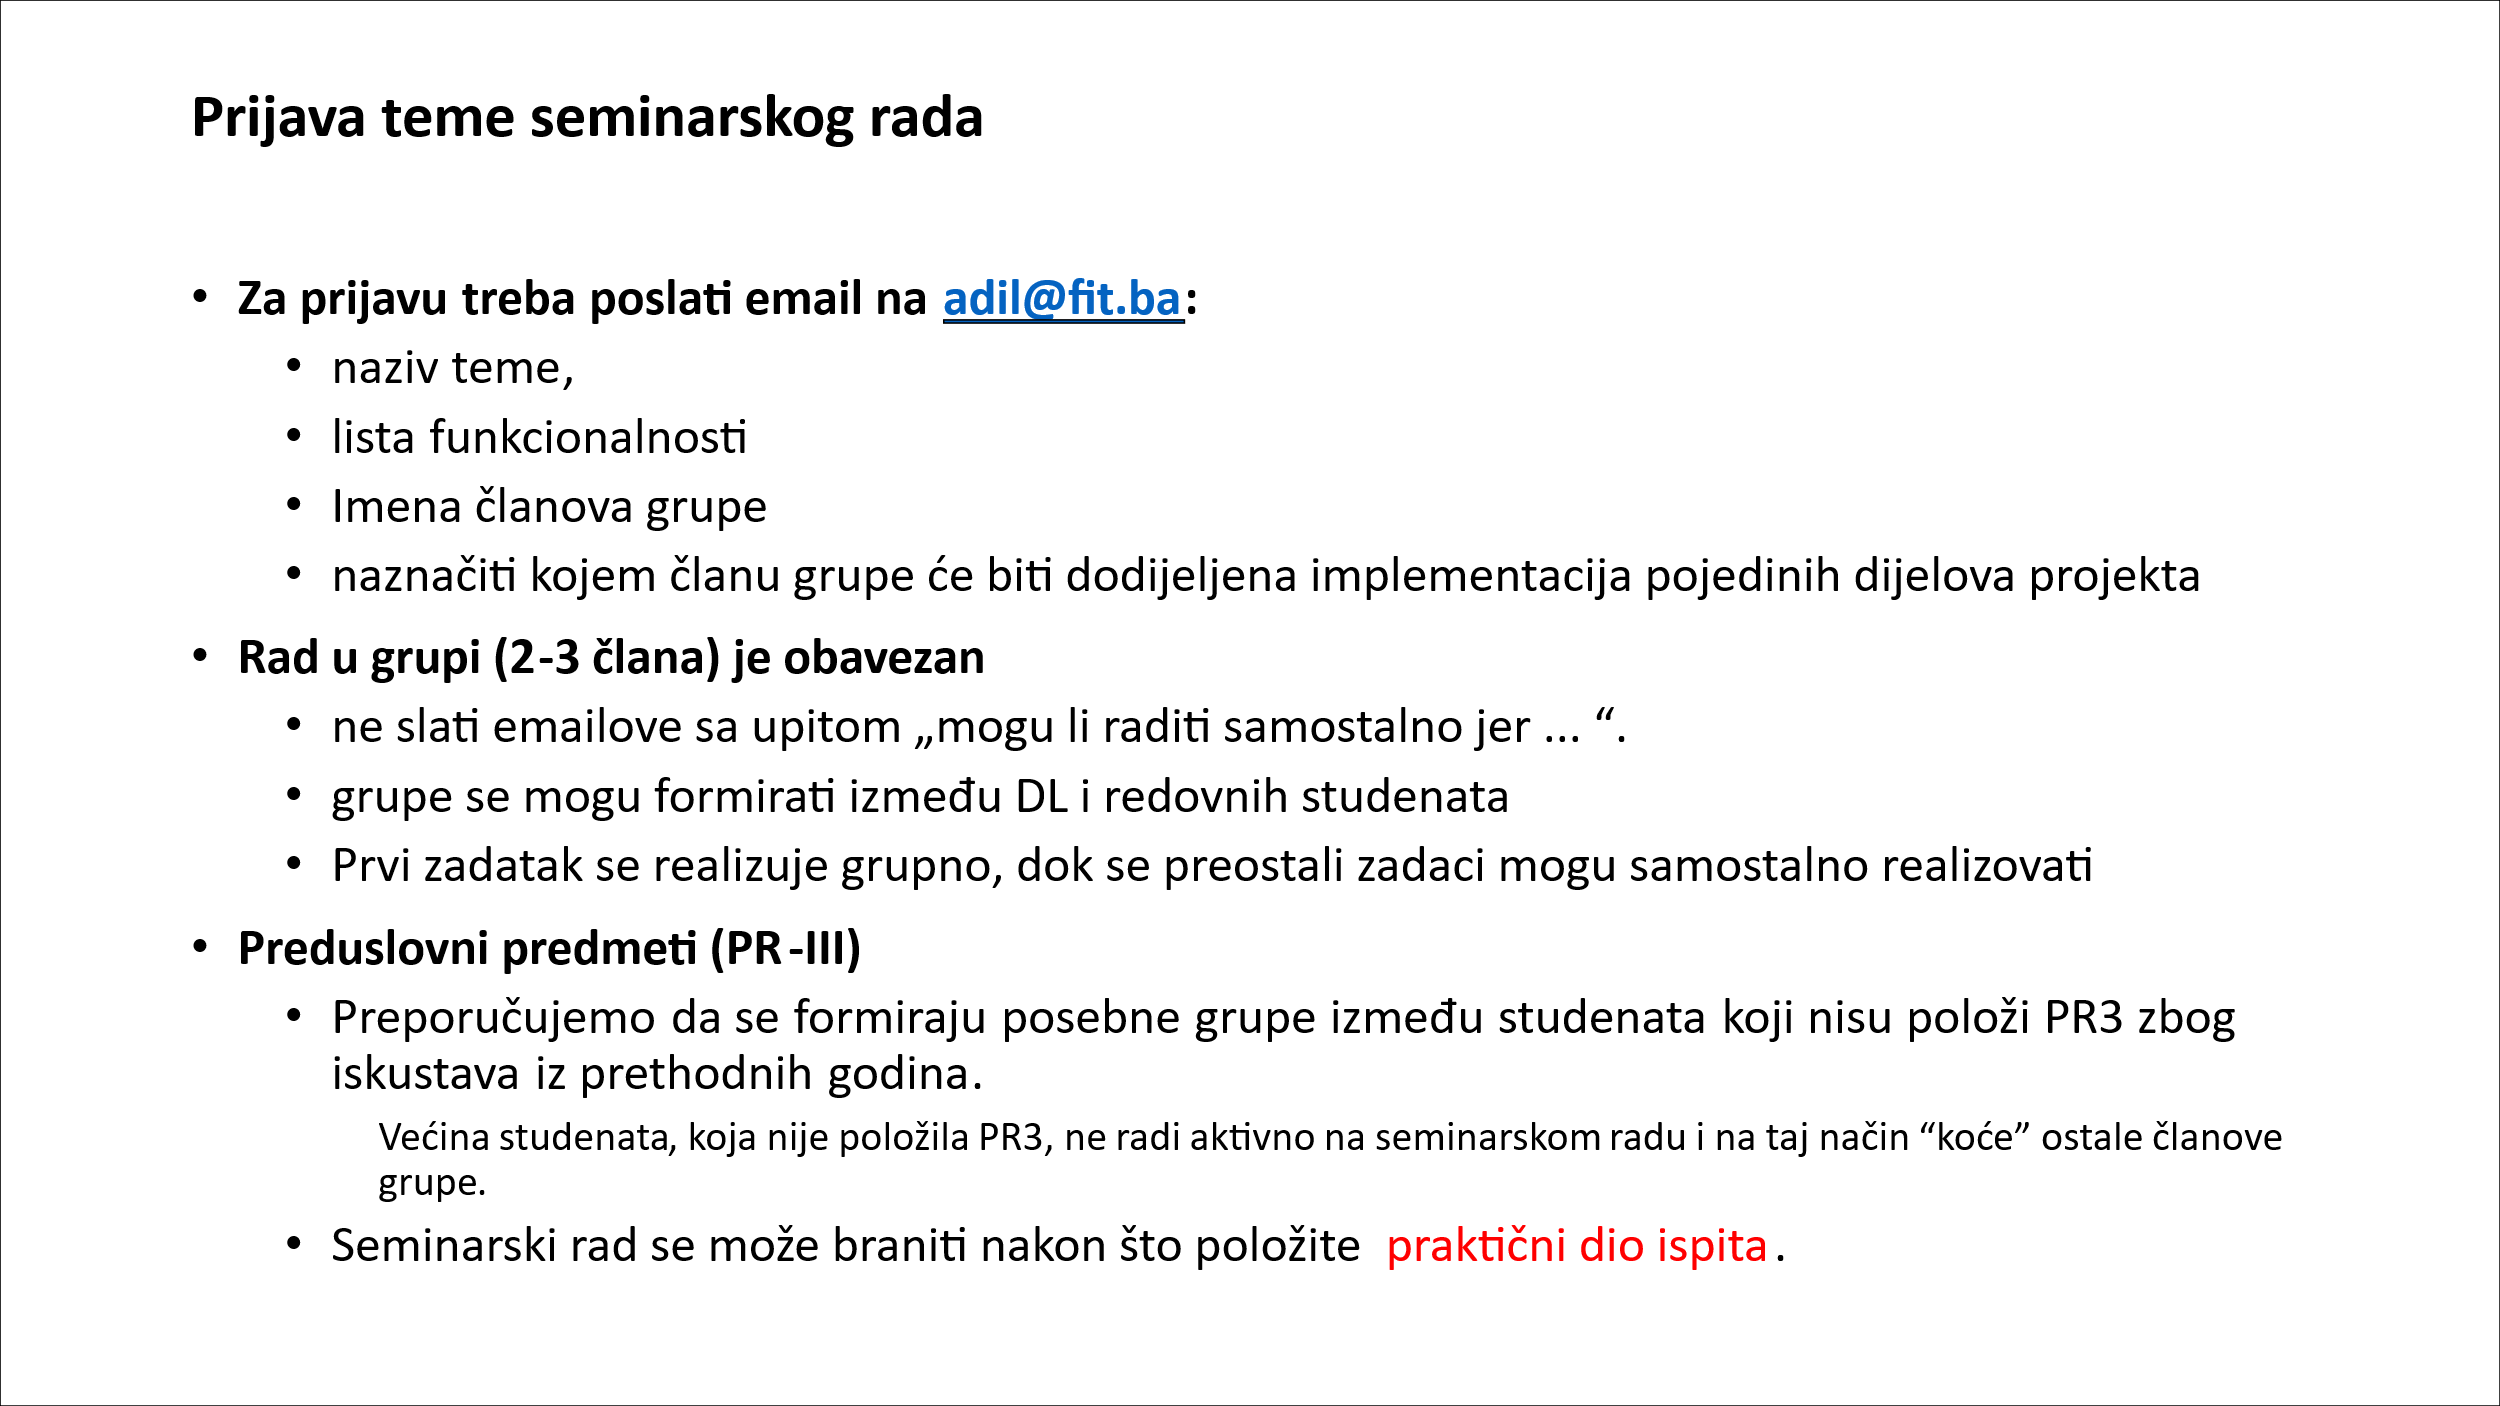 Prijava teme seminarskog rada
• Za prijavu treba poslati email na adil@fit.ba:
• naziv teme,
• lista funkcionalnosti
• Imena članova grupe
• naznačiti kojem članu grupe će biti dodijeljena implementacija pojedinih dijelova projekta
• Rad u grupi (2-3 člana) je obavezan
• ne slati emailove sa upitom „mogu li raditi samostalno jer ... “.
• grupe se mogu formirati između DL i redovnih studenata
• Prvi zadatak se realizuje grupno, dok se preostali zadaci mogu samostalno realizovati
• Preduslovni predmeti (PR-III)
• Preporučujemo da se formiraju posebne grupe između studenata koji nisu položi PR3 zbog
iskustava iz prethodnih godina.
Većina studenata, koja nije položila PR3, ne radi aktivno na seminarskom radu i na taj način “koće” ostale članove
grupe.
• Seminarski rad se može braniti nakon što položite praktični dio ispita.